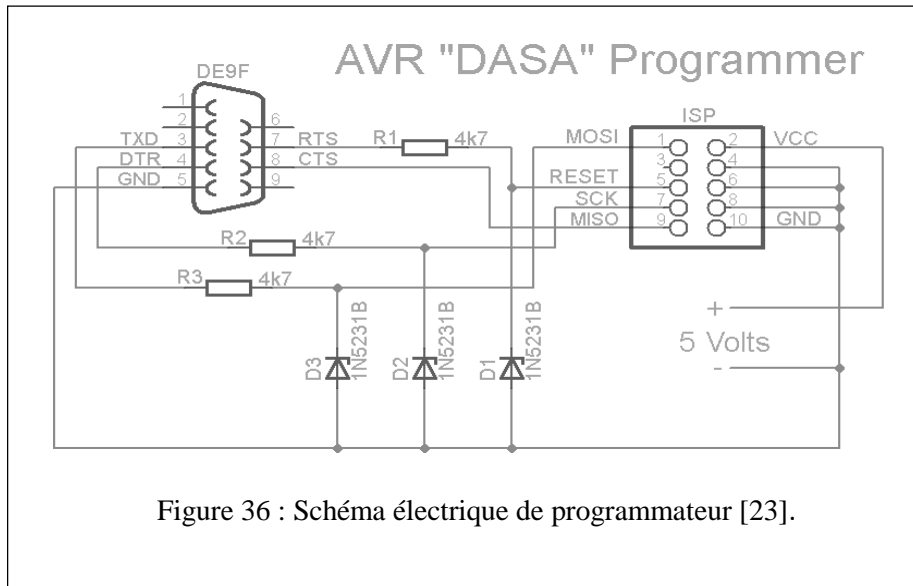 AVR "DASA" Programmer
DE9F
1
2
TXD 3
DTR 4
GND 5
6
7 RTS
8 CTS
9
R1 4k7
R2 4k7
R3 4k7
ISP
MOSI 1
3
RESET 5
SCK 7
MISO 9
2 VCC
4
6
8
10 GND
D3 1N5231B
D2 1N5231B
D1 1N5231B
+
5 Volts
-
Figure 36 : Schéma électrique de programmateur [23].